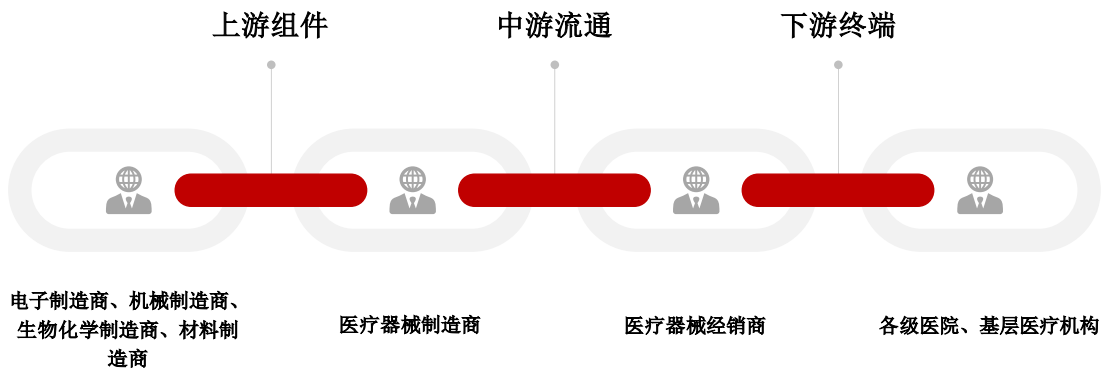 上游组件
中游流通
下游终端
电子制造商、机械制造商、
生物化学制造商、材料制
造商
医疗器械制造商
医疗器械经销商
各级医院、基层医疗机构